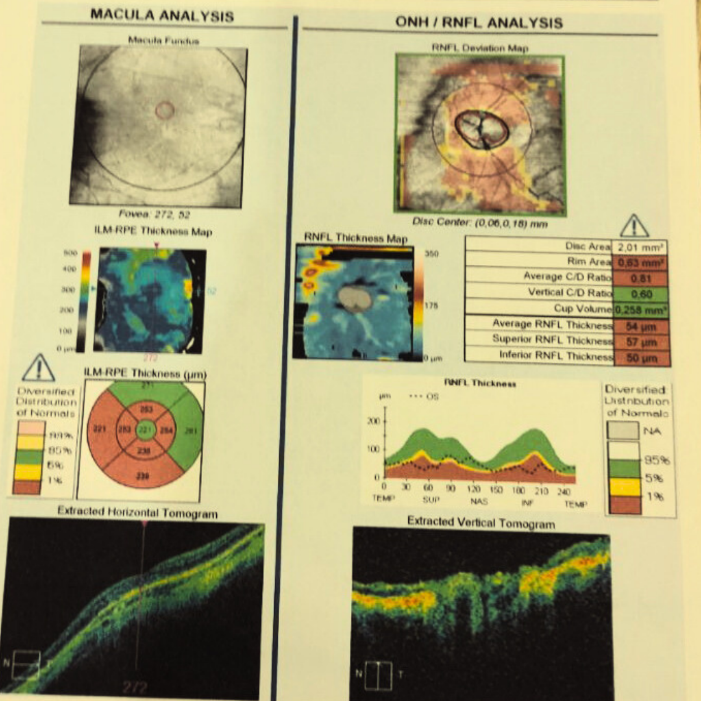 MACULA ANALYSIS
Macula Fundus
Fovea: 272, 52
ILM-RPE Thickness Map
500
400
300
200
100
0 µm
272
ILM-RPE Thickness (µm)
Diversified
Distribution
of Normals
95%
5%
1%
271
253
221
253
221
254
261
238
239
Extracted Horizontal Tomogram
N
T
272
ONH / RNFL ANALYSIS
RNFL Deviation Map
Disc Center: (0,06,0,18) mm
RNFL Thickness Map
350
175
0 µm
Disc Area 2,01 mm²
Rim Area 0,63 mm²
Average C/D Ratio 0,81
Vertical C/D Ratio 0,60
Cup Volume 0,258 mm³
Average RNFL Thickness 54 µm
Superior RNFL Thickness 57 µm
Inferior RNFL Thickness 50 µm
RNFL Thickness
µm
--- OS
200
100
0
0 30 60 90 120 150 180 210 240
TEMP SUP NAS INF TEMP
Diversified
Distribution
of Normals
NA
95%
5%
1%
Extracted Vertical Tomogram
N
T